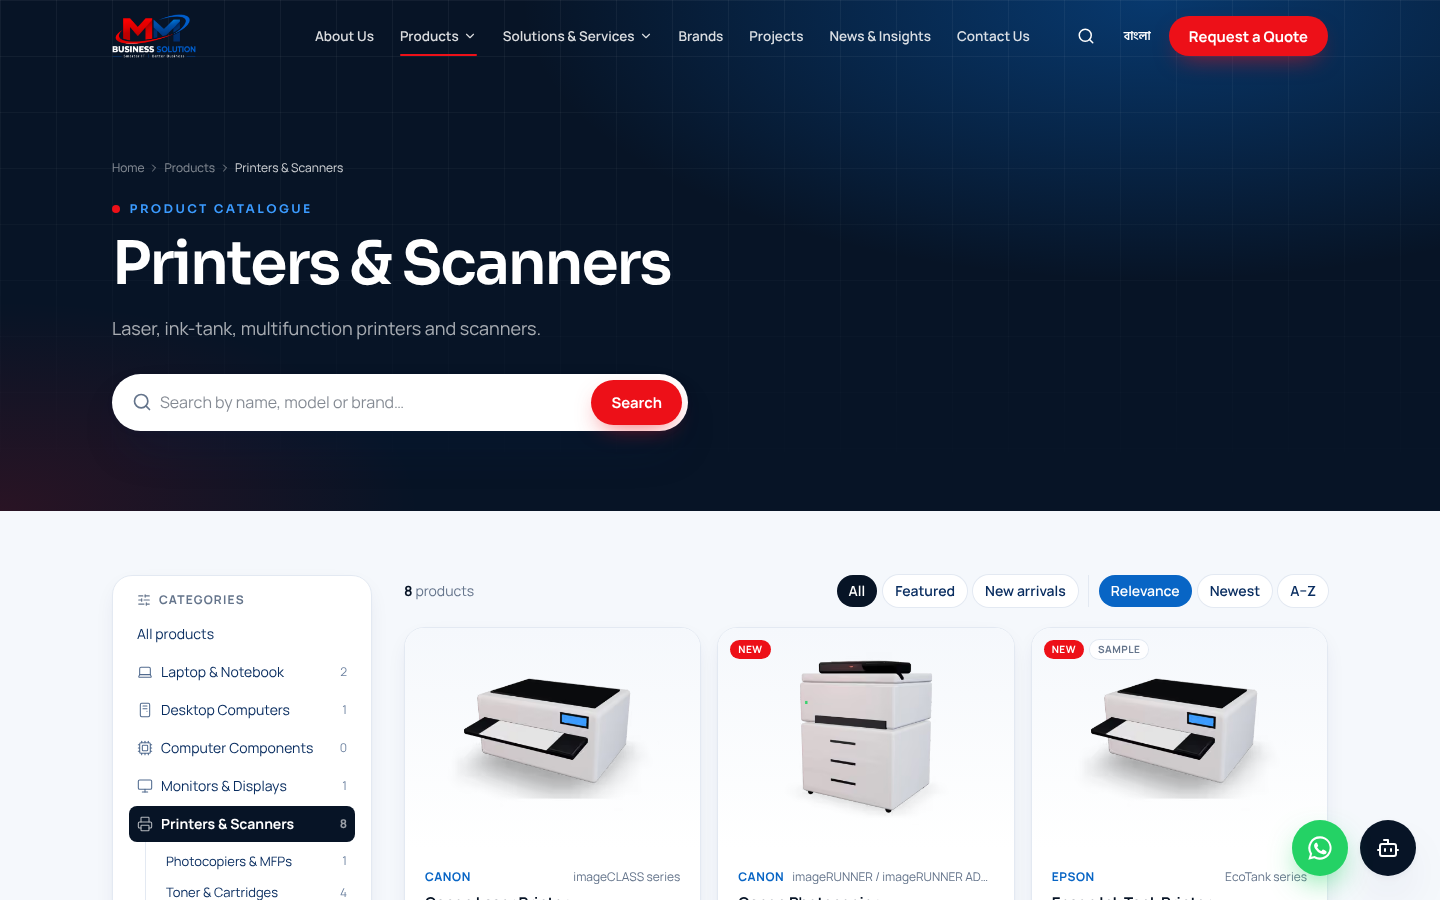 MM
BUSINESS SOLUTION
About Us
Products
Solutions & Services
Brands
Projects
News & Insights
Contact Us
বাংলা
Request a Quote
Home > Products > Printers & Scanners
PRODUCT CATALOGUE
Printers & Scanners
Laser, ink-tank, multifunction printers and scanners.
Search by name, model or brand...
Search
CATEGORIES
All products
Laptop & Notebook 2
Desktop Computers 1
Computer Components 0
Monitors & Displays 1
Printers & Scanners 8
Photocopiers & MFPs 1
Toner & Cartridges 4
8 products
All
Featured
New arrivals
Relevance
Newest
A–Z
CANON imageCLASS series
NEW
CANON imageRUNNER / imageRUNNER AD...
NEW SAMPLE
EPSON EcoTank series